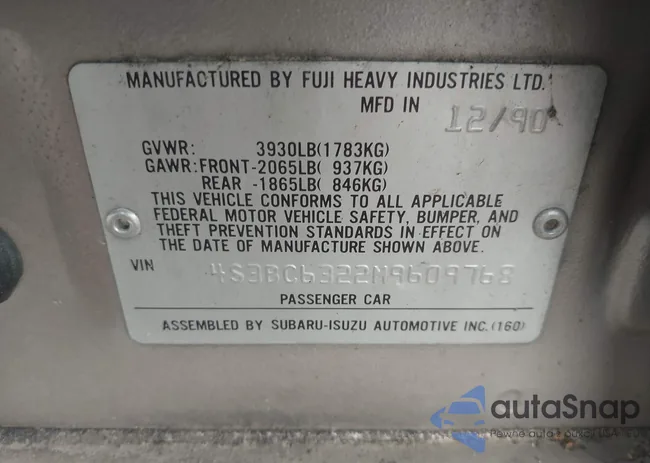 MANUFACTURED BY FUJI HEAVY INDUSTRIES LTD.
MFD IN 12/90
GVWR: 3930LB(1783KG)
GAWR:FRONT-2065LB( 937KG)
REAR -1865LB( 846KG)
THIS VEHICLE CONFORMS TO ALL APPLICABLE
FEDERAL MOTOR VEHICLE SAFETY, BUMPER, AND
THEFT PREVENTION STANDARDS IN EFFECT ON
THE DATE OF MANUFACTURE SHOWN ABOVE.
VIN 4S3BC6322M9609768
PASSENGER CAR
ASSEMBLED BY SUBARU-ISUZU AUTOMOTIVE INC.(160)
autoSnap